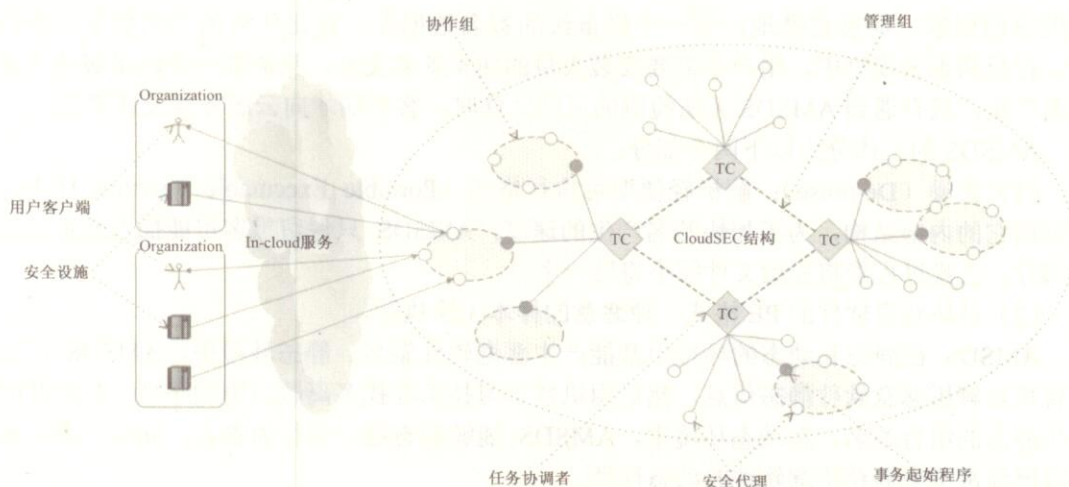 协作组
管理组
Organization
TC
用户客户端
In-cloud服务
TC
CloudSEC结构
TC
安全设施
Organization
TC
任务协调者
安全代理
事务起始程序